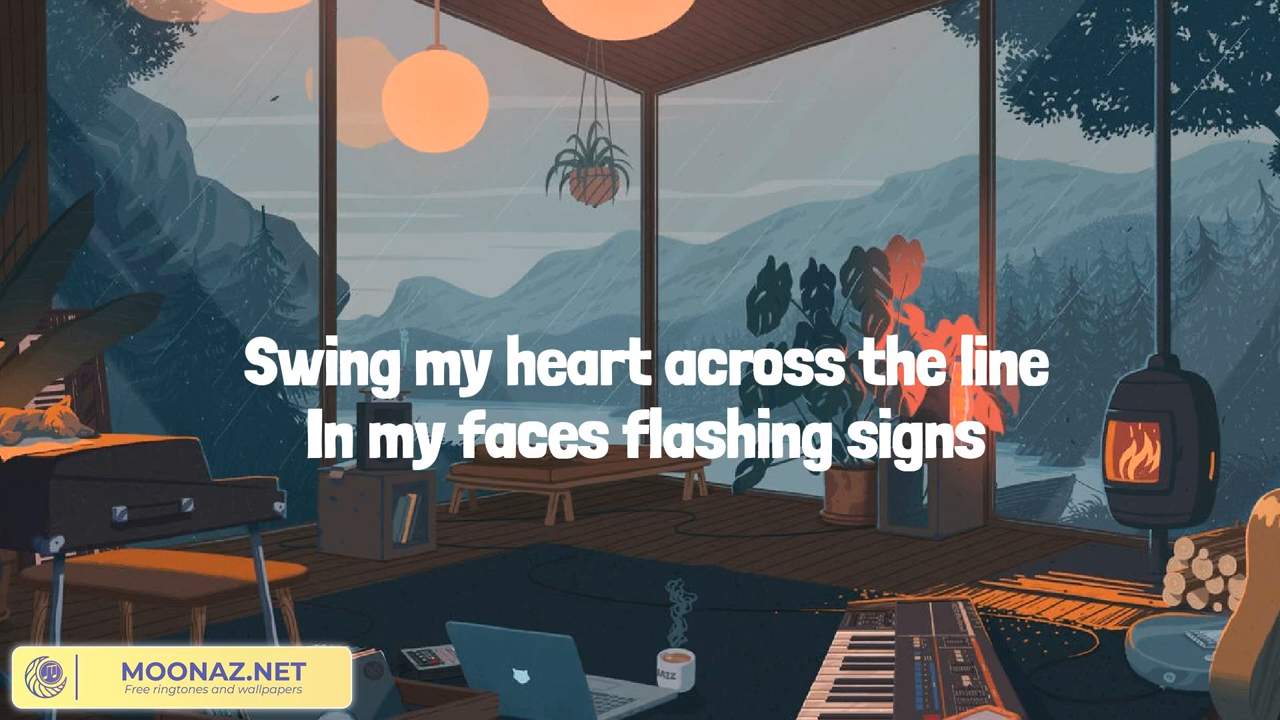 Swing my heart across the line
In my faces flashing signs
JAZZ
MOONAZ.NET
Free ringtones and wallpapers